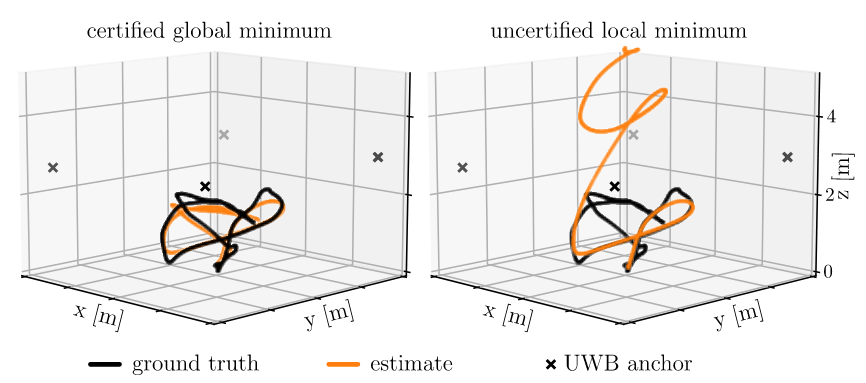 certified global minimum
uncertified local minimum
4
2
0
z [m]
x [m]
y [m]
x [m]
y [m]
ground truth
estimate
UWB anchor